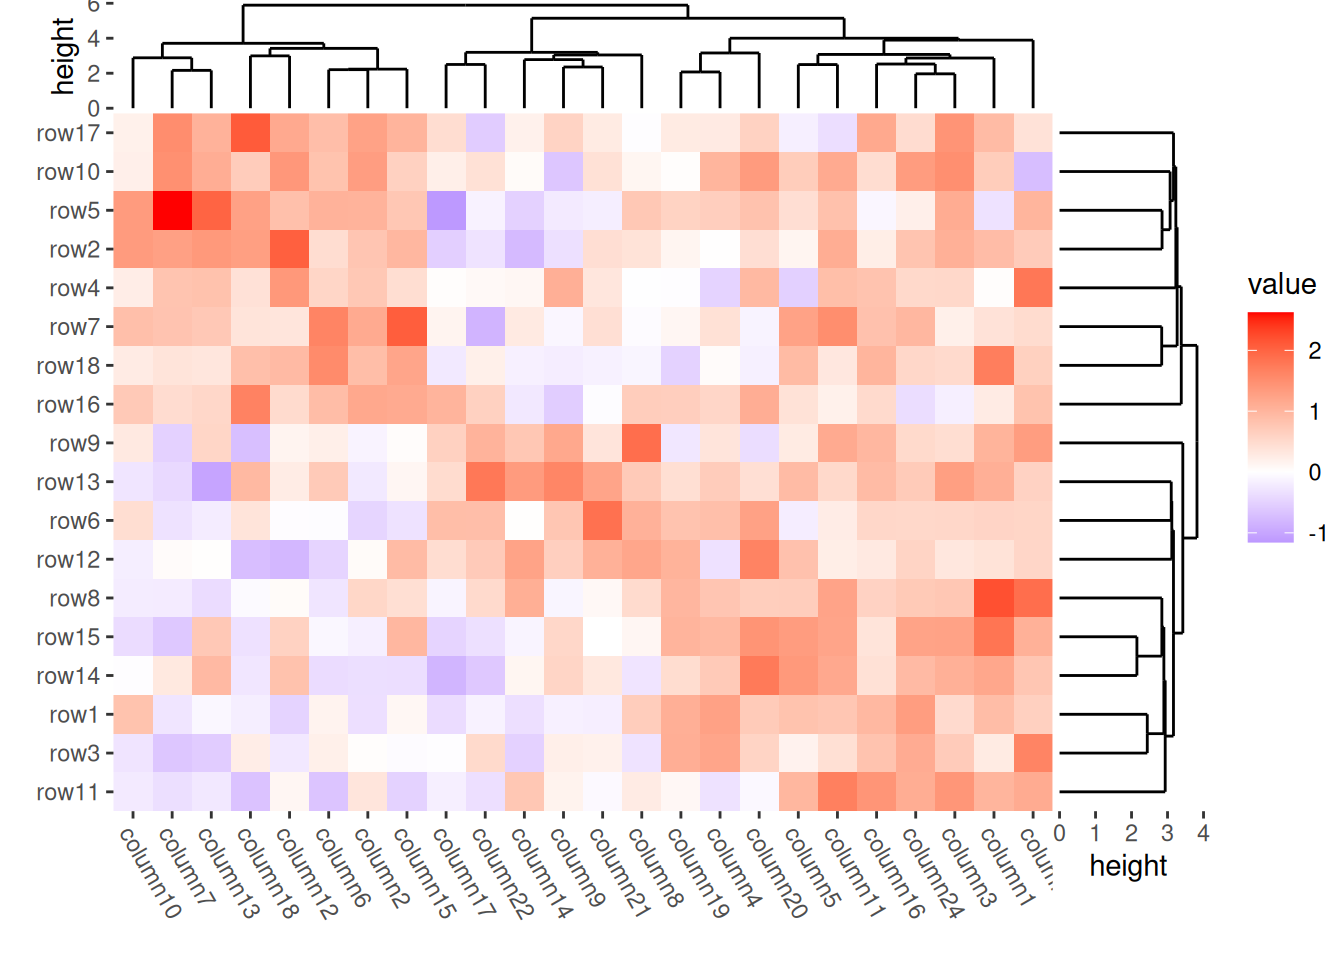 height
6
4
2
0
row17
row10
row5
row2
row4
row7
row18
row16
row9
row13
row6
row12
row8
row15
row14
row1
row3
row11
value
2
1
0
-1
column10
column7
column13
column18
column12
column6
column2
column15
column17
column22
column14
column9
column21
column8
column19
column4
column20
column5
column11
column16
column24
column3
column1
0 1 2 3 4
height